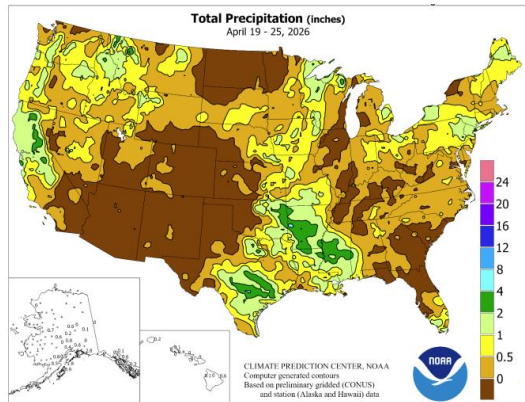 Total Precipitation (inches)
April 19 - 25, 2026
24
20
16
12
8
4
2
1
0.5
0
CLIMATE PREDICTION CENTER, NOAA
Computer generated contours
Based on preliminary gridded (CONUS)
and station (Alaska and Hawaii) data
NOAA